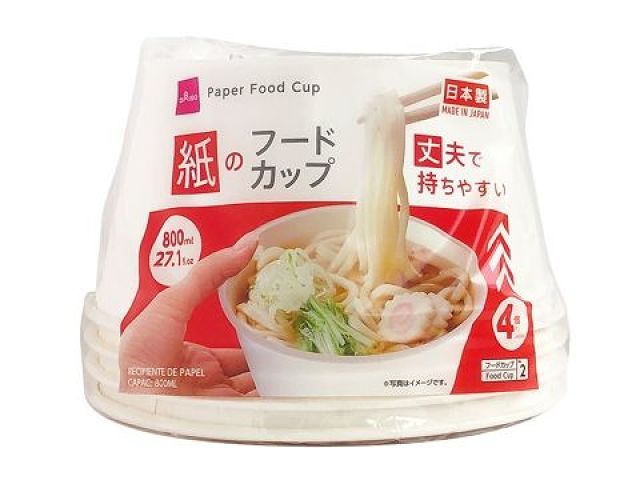 DAISO
Paper Food Cup
日本製
MADE IN JAPAN
紙の
フード
カップ
丈夫で
持ちやすい
800ml
27.1fl.oz
4個
RECIPIENTE DE PAPEL
CAPAC: 800ML
※写真はイメージです。
フードカップ
Food Cup
2